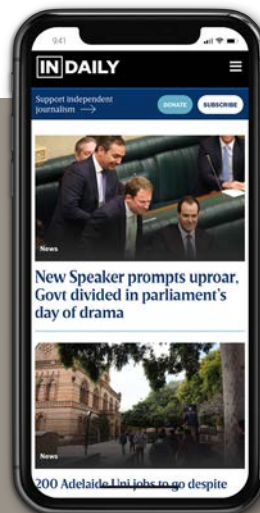 9:41
INDAILY
Support independent
journalism →
DONATE
SUBSCRIBE
News
New Speaker prompts uproar,
Govt divided in parliament's
day of drama
News
200 Adelaide Uni jobs to go despite